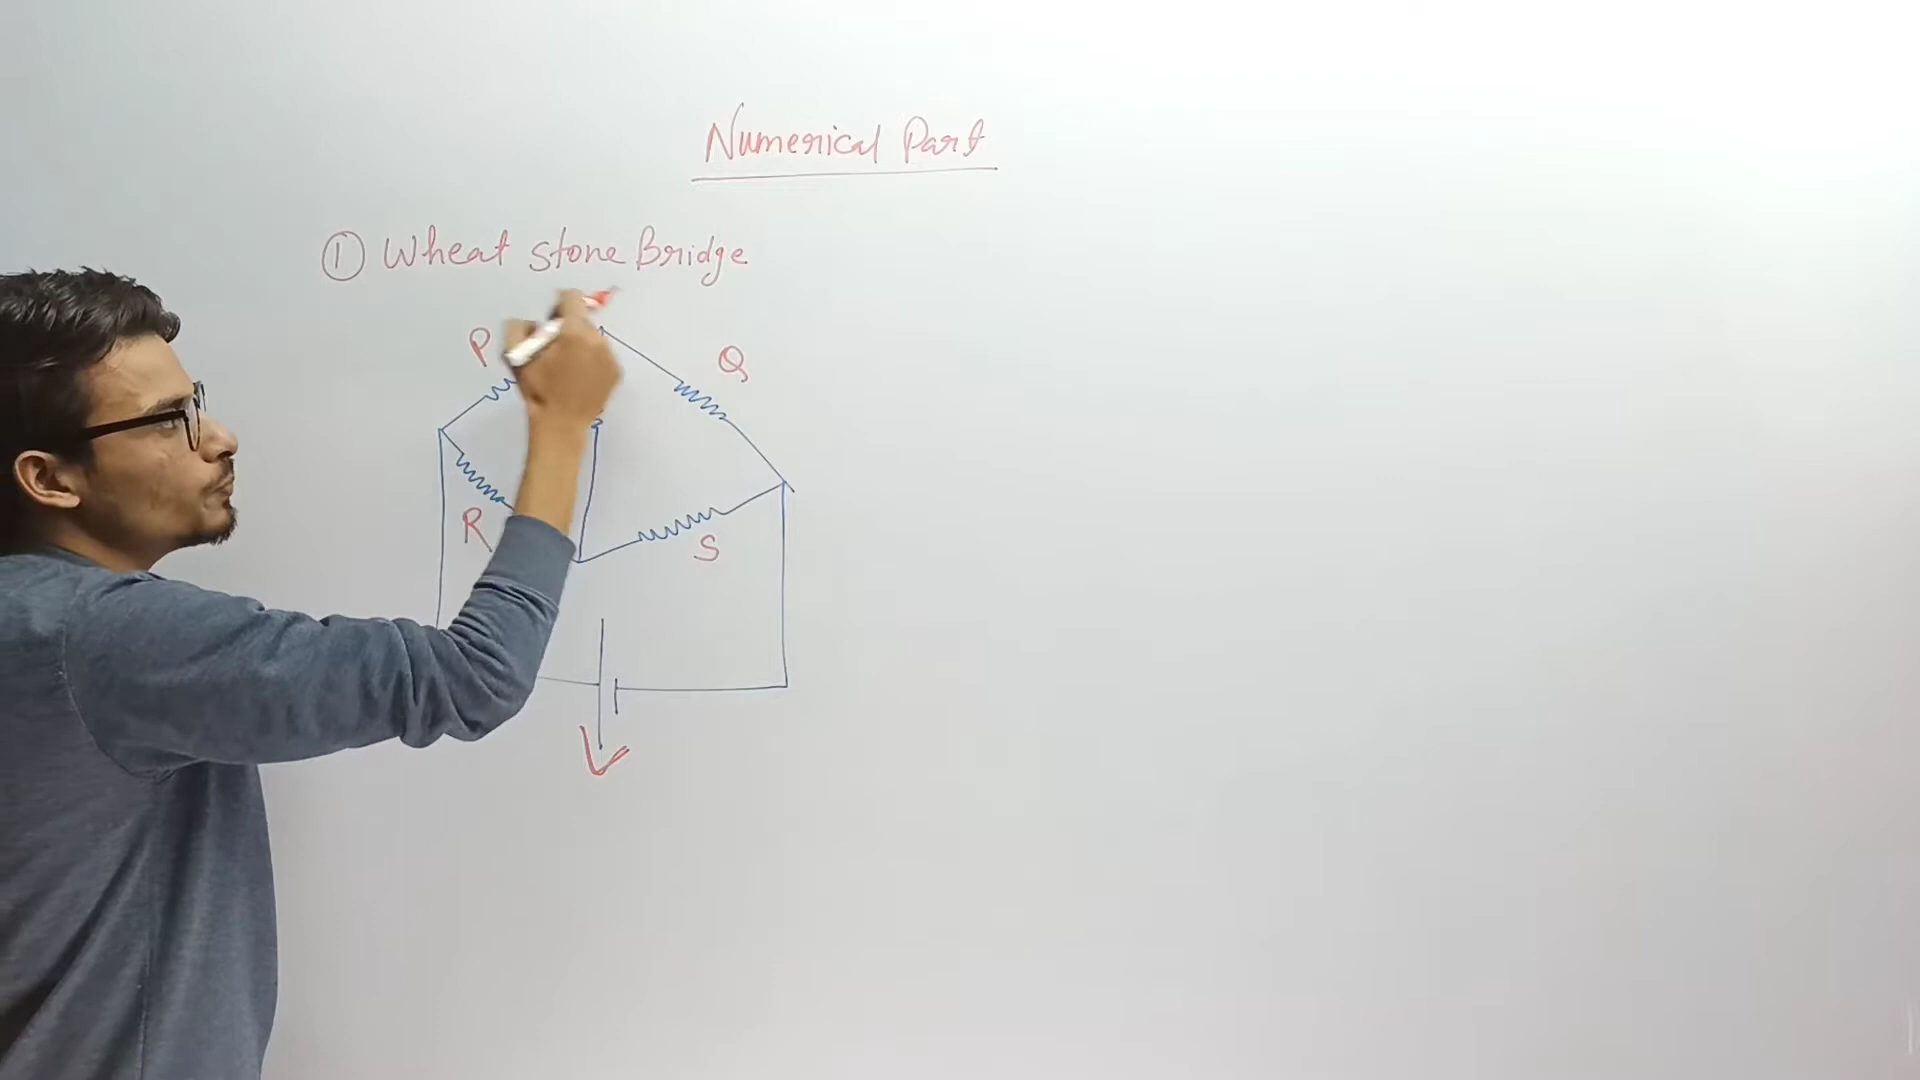 Numerical Part
① Wheat stone Bridge
P
Q
R
S
V